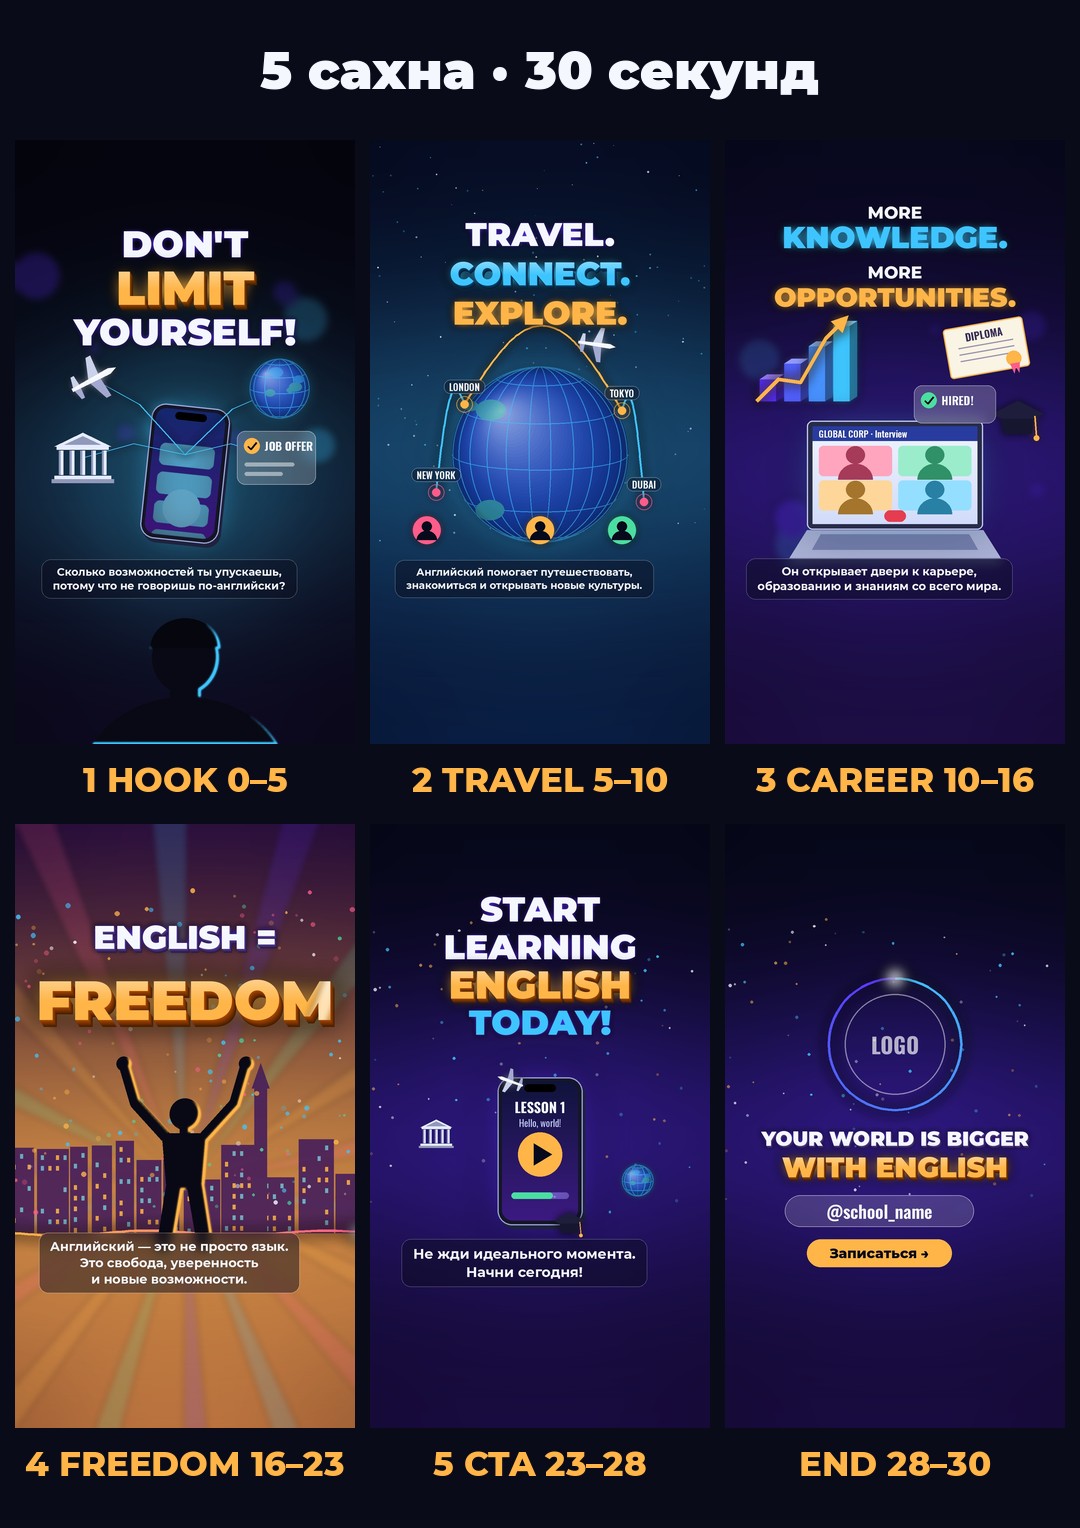 5 сахна • 30 секунд
DON'T
LIMIT
YOURSELF!
JOB OFFER
Сколько возможностей ты упускаешь,
потому что не говоришь по-английски?
1 HOOK 0–5
TRAVEL.
CONNECT.
EXPLORE.
LONDON
TOKYO
NEW YORK
DUBAI
Английский помогает путешествовать,
знакомиться и открывать новые культуры.
2 TRAVEL 5–10
MORE
KNOWLEDGE.
MORE
OPPORTUNITIES.
DIPLOMA
HIRED!
GLOBAL CORP · Interview
Он открывает двери к карьере,
образованию и знаниям со всего мира.
3 CAREER 10–16
ENGLISH =
FREEDOM
Английский — это не просто язык.
Это свобода, уверенность
и новые возможности.
4 FREEDOM 16–23
START
LEARNING
ENGLISH
TODAY!
LESSON 1
Hello, world!
Не жди идеального момента.
Начни сегодня!
5 CTA 23–28
LOGO
YOUR WORLD IS BIGGER
WITH ENGLISH
@school_name
Записаться →
END 28–30